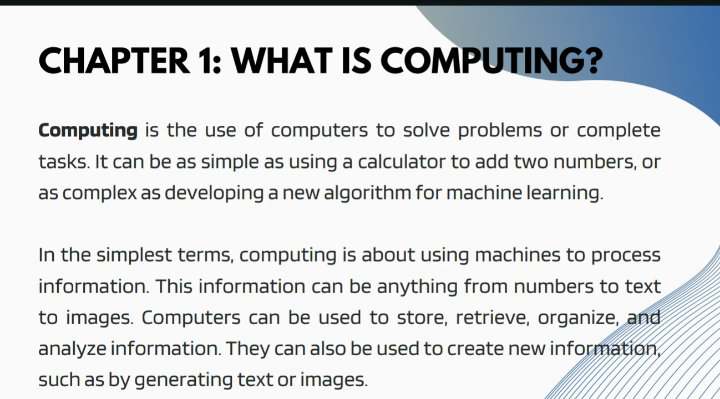 CHAPTER 1: WHAT IS COMPUTING?
Computing is the use of computers to solve problems or complete
tasks. It can be as simple as using a calculator to add two numbers, or
as complex as developing a new algorithm for machine learning.
In the simplest terms, computing is about using machines to process
information. This information can be anything from numbers to text
to images. Computers can be used to store, retrieve, organize, and
analyze information. They can also be used to create new information,
such as by generating text or images.